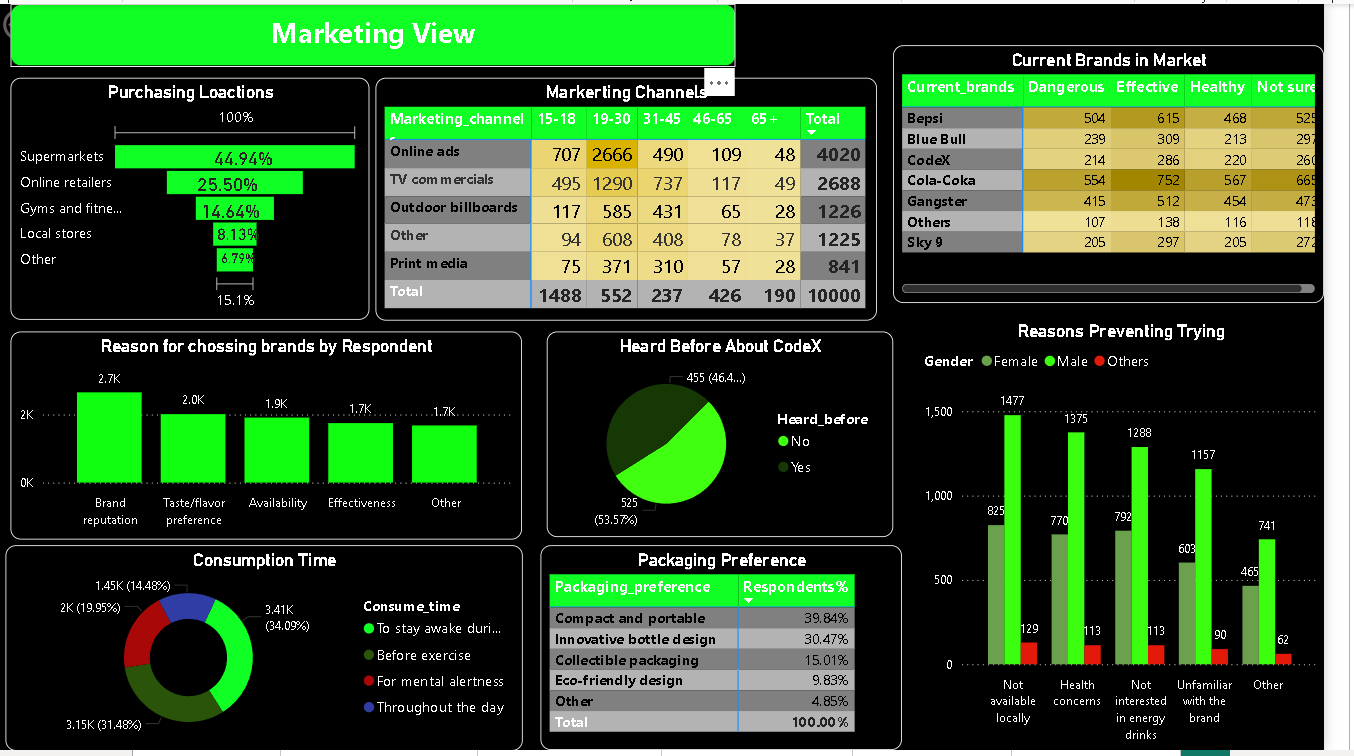 Marketing View
Purchasing Loactions
100%
Supermarkets 44.94%
Online retailers 25.50%
Gyms and fitne... 14.64%
Local stores 8.13%
Other 6.79%
15.1%
Markerting Channels
Marketing_channel 15-18 19-30 31-45 46-65 65+ Total
Online ads 707 2666 490 109 48 4020
TV commercials 495 1290 737 117 49 2688
Outdoor billboards 117 585 431 65 28 1226
Other 94 608 408 78 37 1225
Print media 75 371 310 57 28 841
Total 1488 552 237 426 190 10000
Current Brands in Market
Current_brands Dangerous Effective Healthy Not sure
Bepsi 504 615 468 525
Blue Bull 239 309 213 297
CodeX 214 286 220 260
Cola-Coka 554 752 567 665
Gangster 415 512 454 473
Others 107 138 116 118
Sky 9 205 297 205 272
Reason for chossing brands by Respondent
2.7K
2.0K
1.9K
1.7K
1.7K
2K
0K
Brand reputation
Taste/flavor preference
Availability
Effectiveness
Other
Heard Before About CodeX
455 (46.4...)
525
(53.57%)
Heard_before
No
Yes
Reasons Preventing Trying
Gender Female Male Others
1,500
1,000
500
0
825 1477 129
770 1375 113
792 1288 113
603 1157 90
465 741 62
Not available locally
Health concerns
Not interested in energy drinks
Unfamiliar with the brand
Other
Consumption Time
1.45K (14.48%)
2K (19.95%)
3.41K
(34.09%)
3.15K (31.48%)
Consume_time
To stay awake duri...
Before exercise
For mental alertness
Throughout the day
Packaging Preference
Packaging_preference Respondents%
Compact and portable 39.84%
Innovative bottle design 30.47%
Collectible packaging 15.01%
Eco-friendly design 9.83%
Other 4.85%
Total 100.00%